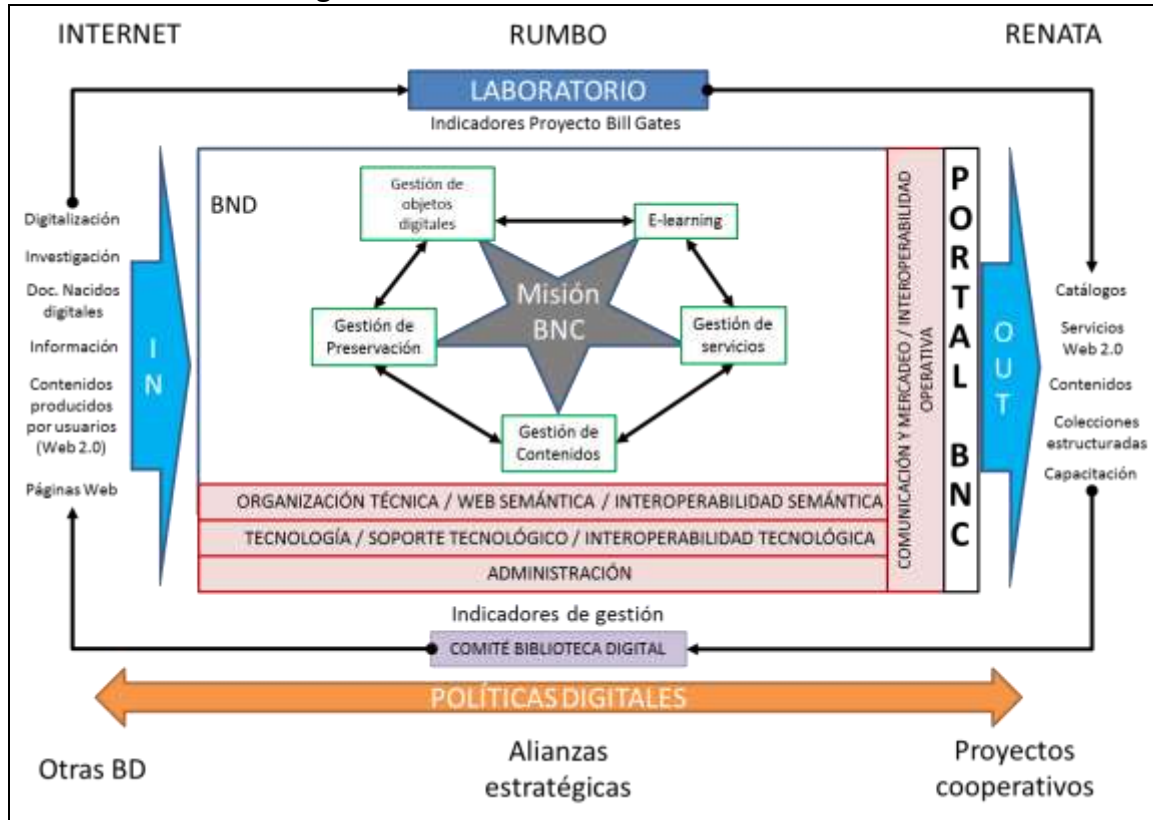 INTERNET
RUMBO
RENATA
LABORATORIO
Indicadores Proyecto Bill Gates
Digitalización
Investigación
Doc. Nacidos
digitales
Información
Contenidos
producidos
por usuarios
(Web 2.0)
Páginas Web
IN
BND
Gestión de
objetos
digitales
E-learning
Misión
BNC
Gestión de
Preservación
Gestión de
servicios
Gestión de
Contenidos
ORGANIZACIÓN TÉCNICA / WEB SEMÁNTICA / INTEROPERABILIDAD SEMÁNTICA
TECNOLOGÍA / SOPORTE TECNOLÓGICO / INTEROPERABILIDAD TECNOLÓGICA
ADMINISTRACIÓN
COMUNICACIÓN Y MERCADEO / INTEROPERABILIDAD
OPERATIVA
PORTAL BNC
OUT
Catálogos
Servicios
Web 2.0
Contenidos
Colecciones
estructuradas
Capacitación
Indicadores de gestión
COMITÉ BIBLIOTECA DIGITAL
POLÍTICAS DIGITALES
Otras BD
Alianzas
estratégicas
Proyectos
cooperativos